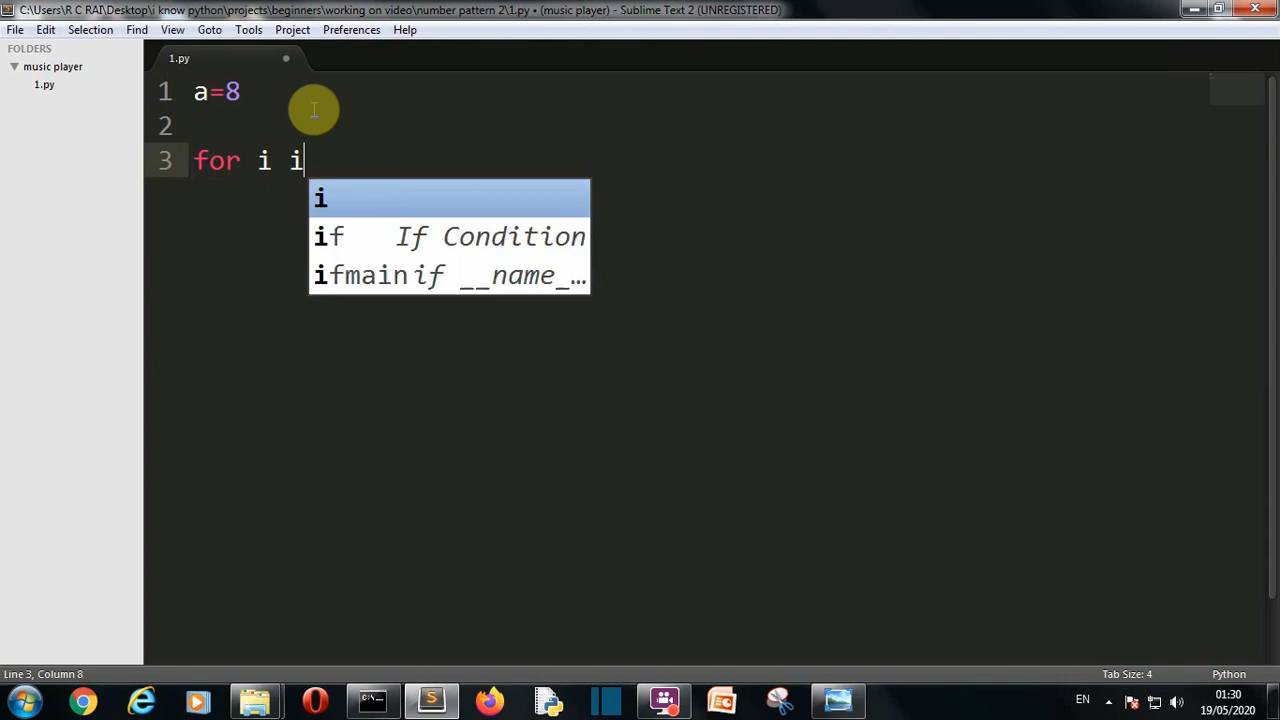 C:\Users\R C RAI\Desktop\i know python\projects\beginners\working on video\number pattern 2\1.py • (music player) - Sublime Text 2 (UNREGISTERED)
File Edit Selection Find View Goto Tools Project Preferences Help
FOLDERS
music player
1.py
1.py
1 a=8
2
3 for i i
i
if If Condition
ifmain if __name_…
Line 3, Column 8
Tab Size: 4 Python
EN
01:30
19/05/2020